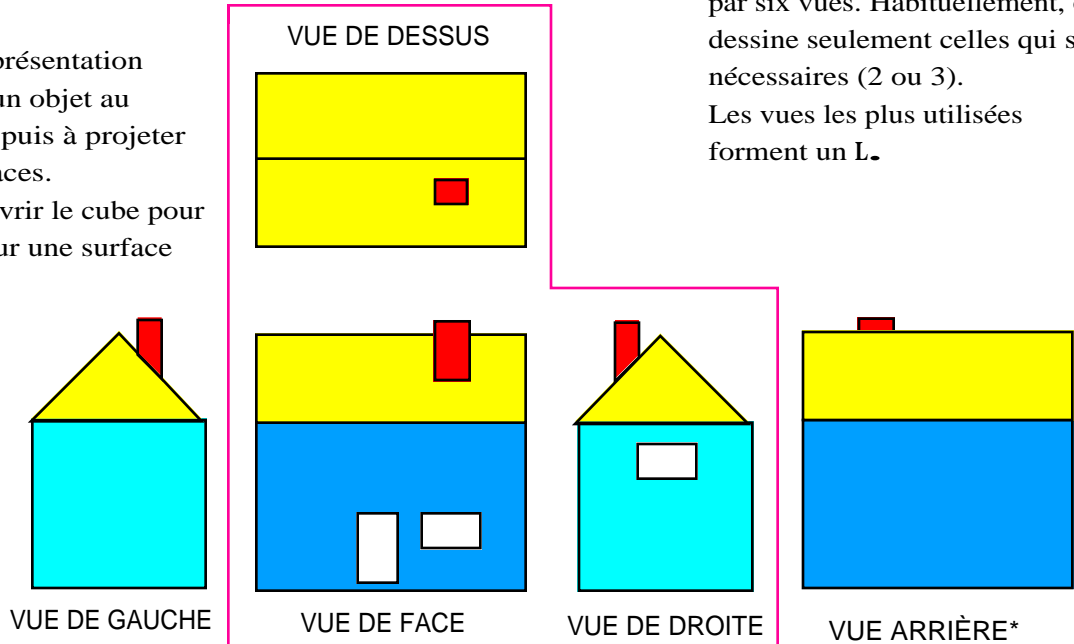 présentation
un objet au
puis à projeter
vrir le cube pour
ur une surface
VUE DE DESSUS
par six vues. Habituellement,
dessine seulement celles qui
nécessaires (2 ou 3).
Les vues les plus utilisées
forment un L.
VUE DE GAUCHE
VUE DE FACE
VUE DE DROITE
VUE ARRIÈRE*